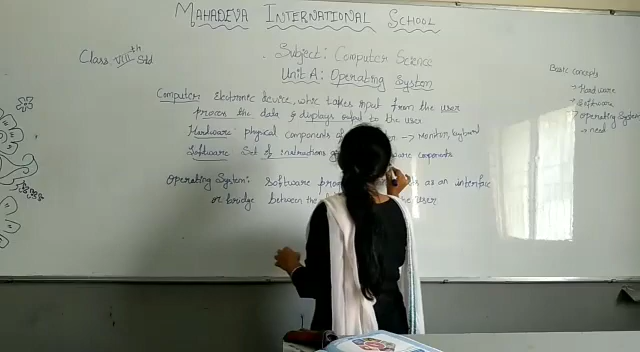 MAHADEVA INTERNATIONAL SCHOOL
Class VIIIth Std
Subject: Computer Science
Unit A: Operating System
Computer Electronic device, whic takes input from the user
process the data & displays output to the user
Hardware physical components of → Monitor, keyboard
Software Set of instructions components
Operating System: Software as an interface
or bridge between the user
Basic concepts
→ Hardware
→ Software
→ operating System
→ need